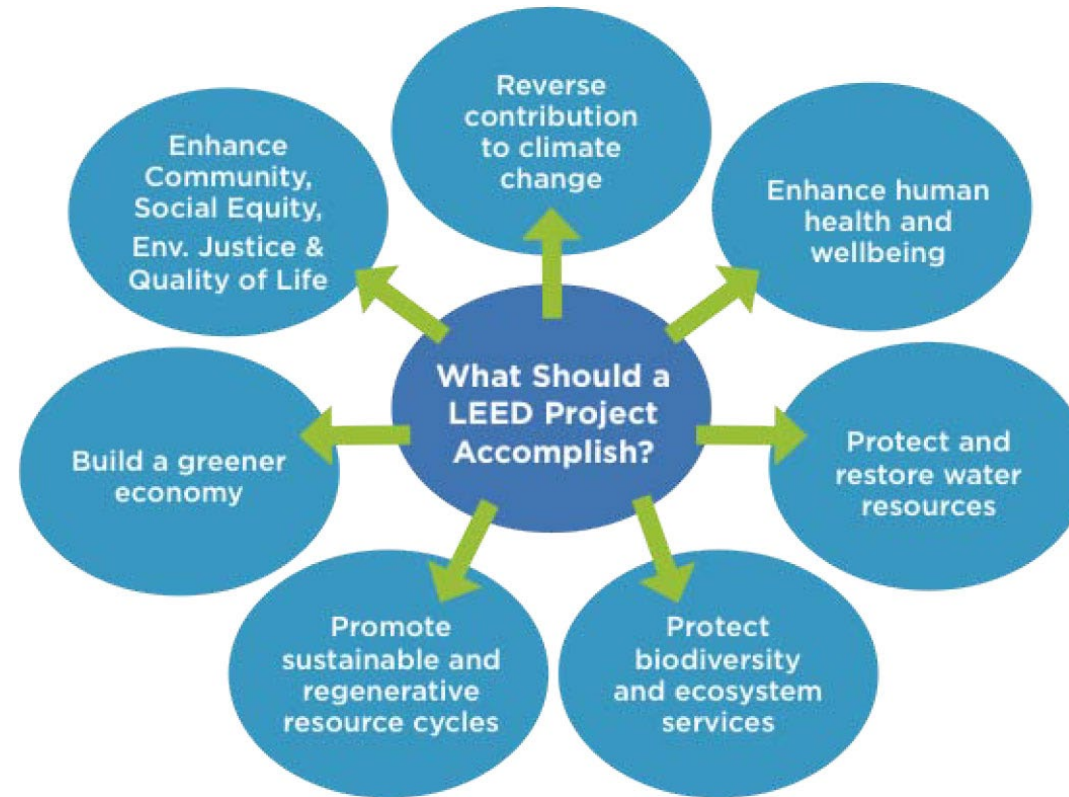 Reverse
contribution
to climate
change
Enhance human
health and
wellbeing
Protect and
restore water
resources
Protect
biodiversity
and ecosystem
services
Promote
sustainable and
regenerative
resource cycles
Build a greener
economy
Enhance
Community,
Social Equity,
Env. Justice &
Quality of Life
What Should a
LEED Project
Accomplish?